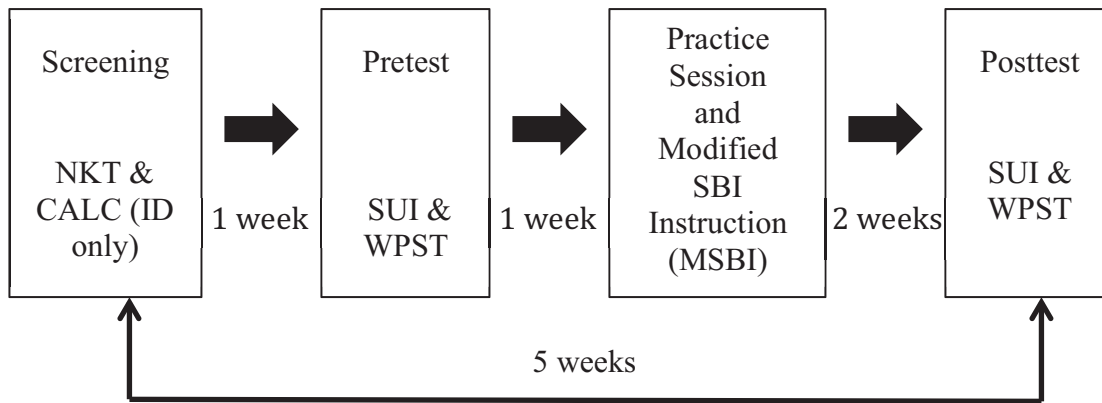 Screening
NKT &
CALC (ID
only)
1 week
Pretest
SUI &
WPST
1 week
Practice
Session
and
Modified
SBI
Instruction
(MSBI)
2 weeks
Posttest
SUI &
WPST
5 weeks